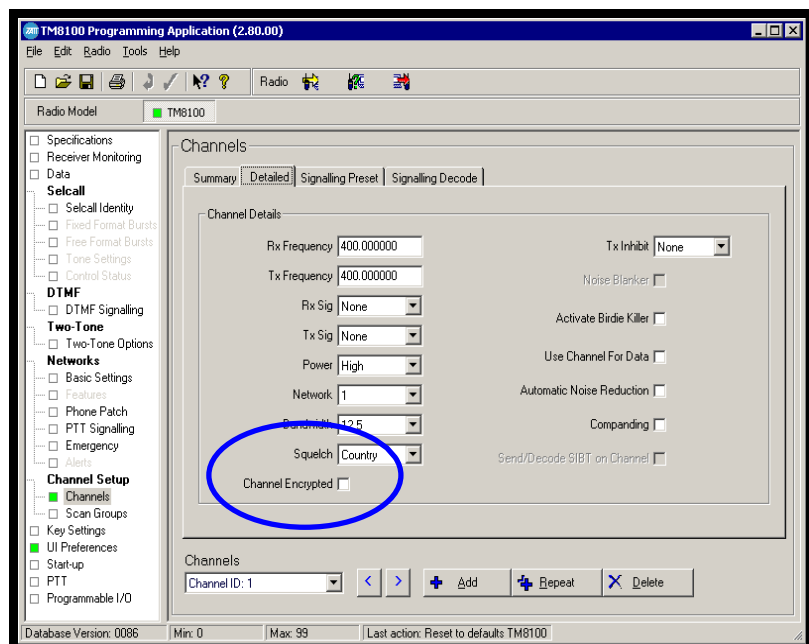 TAIT TM8100 Programming Application (2.80.00)
File Edit Radio Tools Help
Radio
Radio Model TM8100
Specifications
Receiver Monitoring
Data
Selcall
Selcall Identity
Fixed Format Bursts
Free Format Bursts
Tone Settings
Control Status
DTMF
DTMF Signalling
Two-Tone
Two-Tone Options
Networks
Basic Settings
Features
Phone Patch
PTT Signalling
Emergency
Alerts
Channel Setup
Channels
Scan Groups
Key Settings
UI Preferences
Start-up
PTT
Programmable I/O
Channels
Summary Detailed Signalling Preset Signalling Decode
Channel Details
Rx Frequency 400.000000
Tx Frequency 400.000000
Rx Sig None
Tx Sig None
Power High
Network 1
Bandwidth 12.5
Squelch Country
Channel Encrypted
Tx Inhibit None
Noise Blanker
Activate Birdie Killer
Use Channel For Data
Automatic Noise Reduction
Companding
Send/Decode SIBT on Channel
Channels
Channel ID: 1 < > Add Repeat Delete
Database Version: 0086 Min: 0 Max: 99 Last action: Reset to defaults TM8100